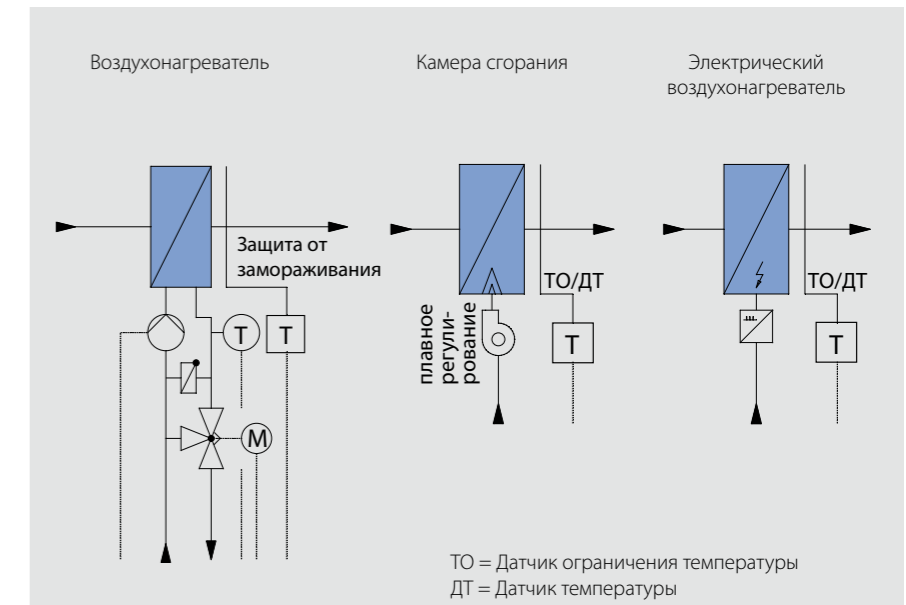 Воздухонагреватель
Камера сгорания
Электрический
воздухонагреватель
Защита от
замораживания
T
T
M
ТО/ДТ
плавное
регули-
рование
T
ТО/ДТ
T
ТО = Датчик ограничения температуры
ДТ = Датчик температуры